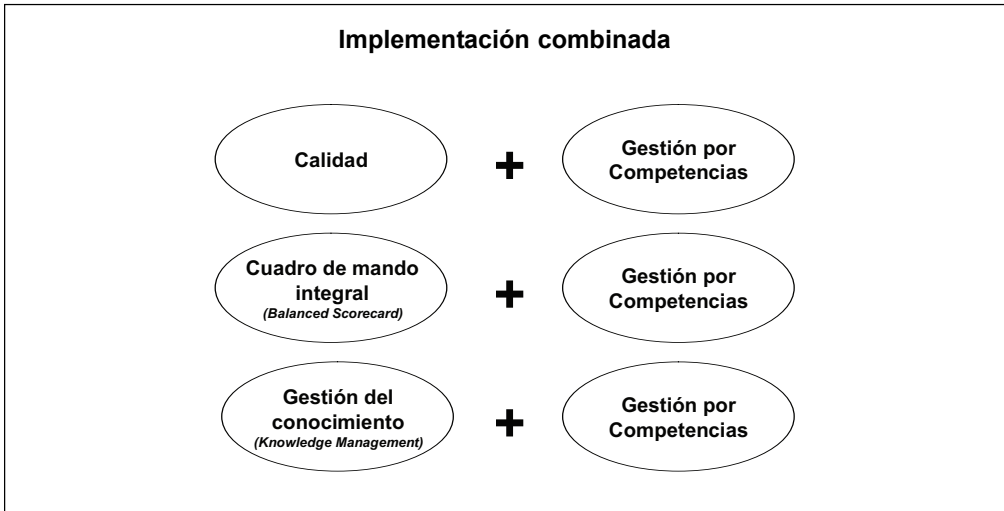 Implementación combinada
Calidad
+
Gestión por
Competencias
Cuadro de mando
integral
(Balanced Scorecard)
+
Gestión por
Competencias
Gestión del
conocimiento
(Knowledge Management)
+
Gestión por
Competencias